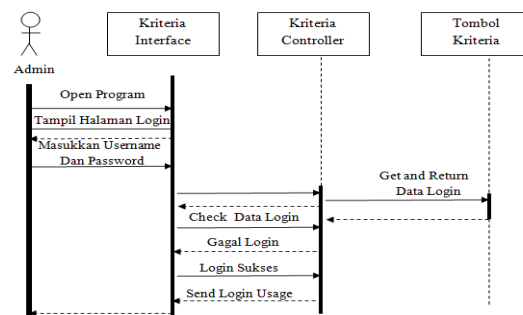 Kriteria
Interface
Kriteria
Controller
Tombol
Kriteria
Admin
Open Program
Tampil Halaman Login
Masukkan Username
Dan Password
Get and Return
Data Login
Check Data Login
Gagal Login
Login Sukses
Send Login Usage